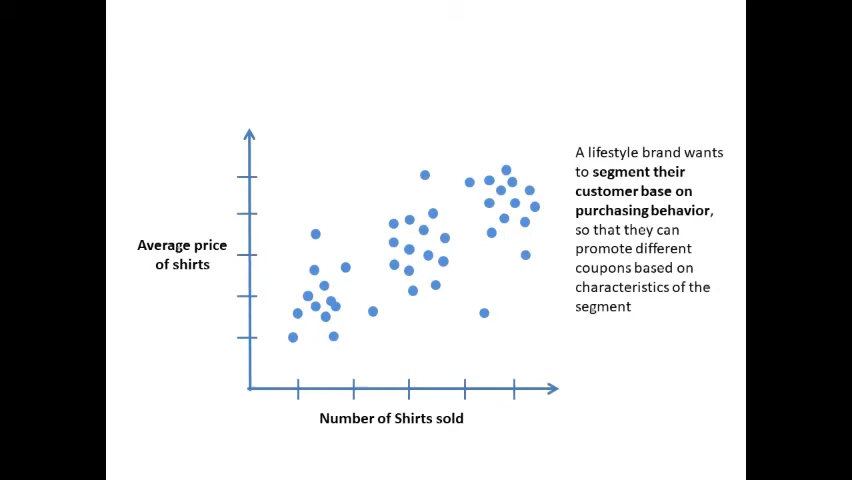 A lifestyle brand wants
to segment their
customer base on
purchasing behavior,
so that they can
promote different
coupons based on
characteristics of the
segment
Average price
of shirts
Number of Shirts sold